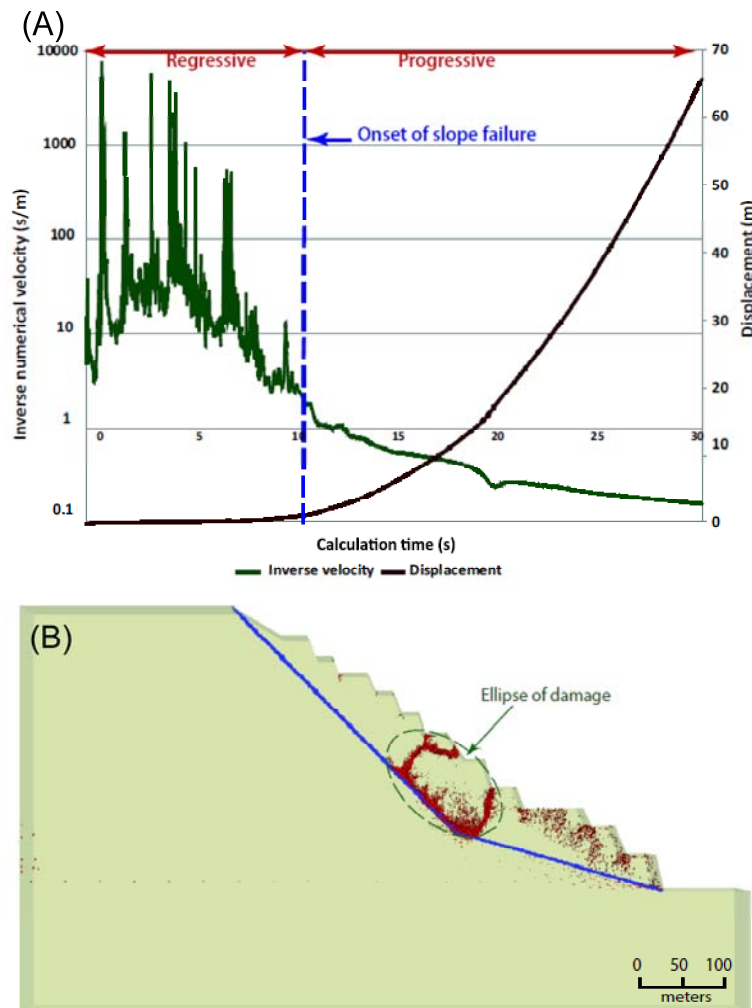 (A)
Regressive
Progressive
Onset of slope failure
Inverse numerical velocity (s/m)
10000
1000
100
10
1
0.1
0 5 10 15 20 25 30
70
60
50
40
30
20
10
0
Displacement (m)
Calculation time (s)
Inverse velocity Displacement
(B)
Ellipse of damage
0 50 100
meters